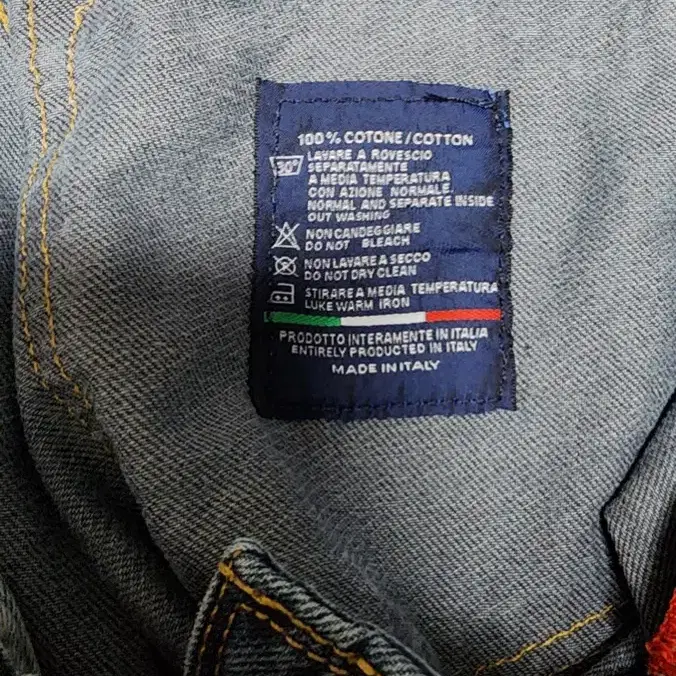 100% COTONE/COTTON
30°
LAVARE A ROVESCIO
SEPARATAMENTE
A MEDIA TEMPERATURA
CON AZIONE NORMALE.
NORMAL AND SEPARATE INSIDE
OUT WASHING
NON CANDEGGIARE
DO NOT BLEACH
NON LAVARE A SECCO
DO NOT DRY CLEAN
STIRARE A MEDIA TEMPERATURA
LUKE WARM IRON
PRODOTTO INTERAMENTE IN ITALIA
ENTIRELY PRODUCTED IN ITALY
MADE IN ITALY